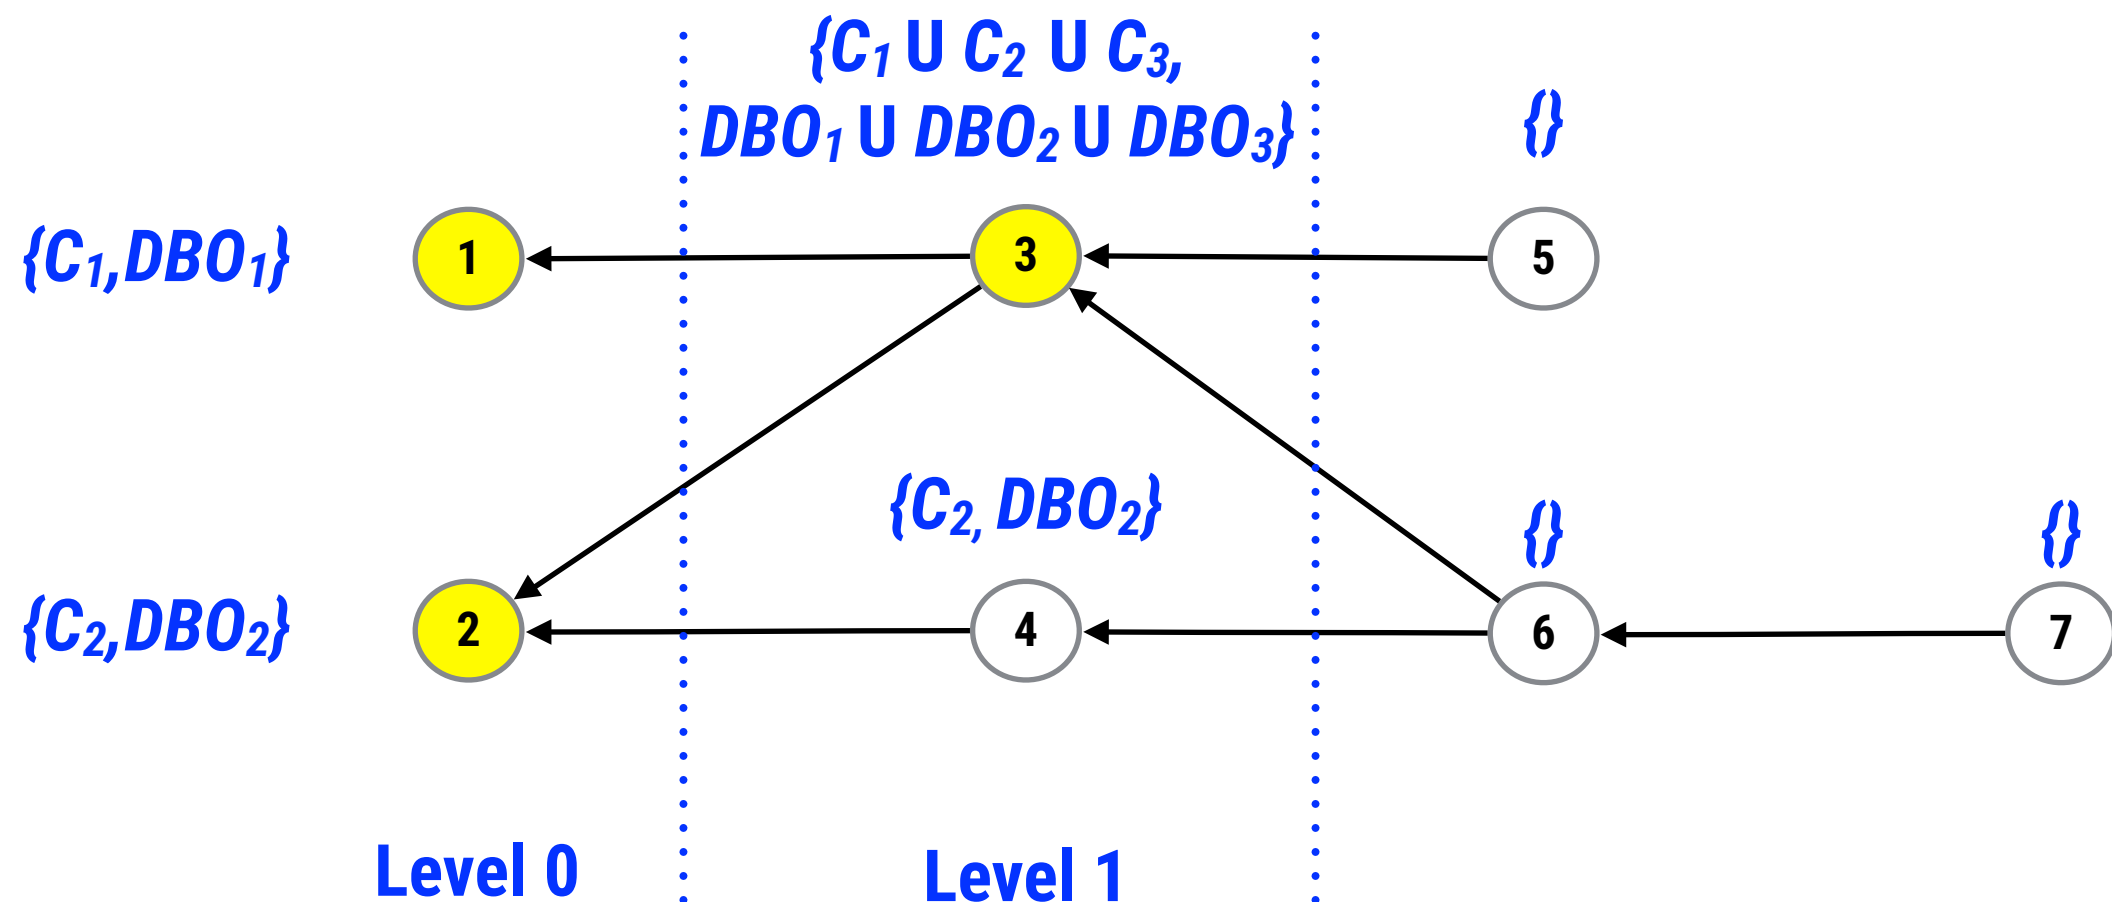 {C₁ U C₂ U C₃,
DBO₁ U DBO₂ U DBO₃}
{}
{C₁,DBO₁}
1
3
5
{C₂, DBO₂}
{}
{}
{C₂,DBO₂}
2
4
6
7
Level 0
Level 1